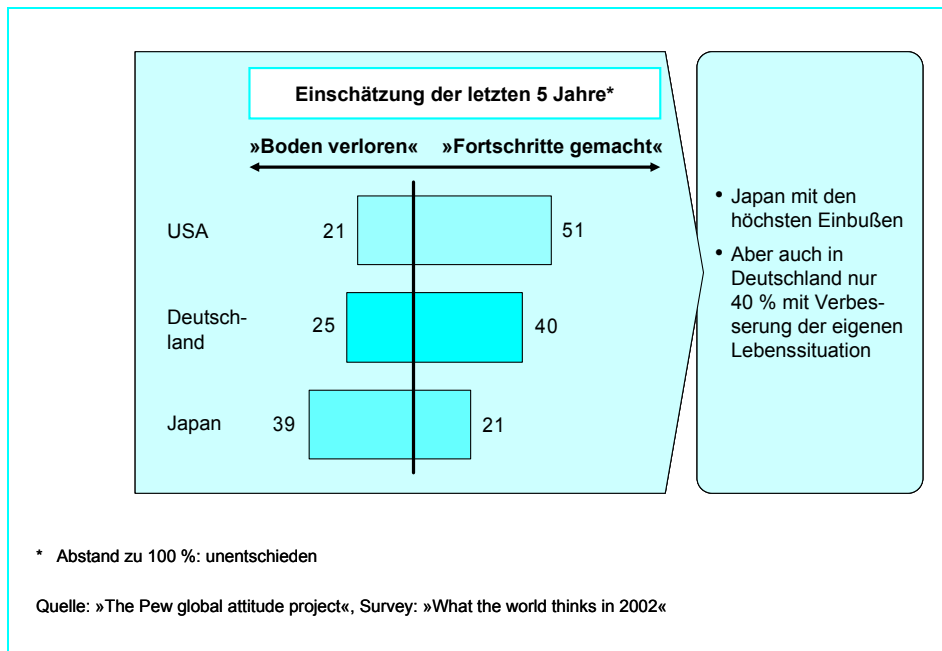 Einschätzung der letzten 5 Jahre*
»Boden verloren« »Fortschritte gemacht«
USA 21 51
Deutsch-
land 25 40
Japan 39 21
• Japan mit den
höchsten Einbußen
• Aber auch in
Deutschland nur
40 % mit Verbes-
serung der eigenen
Lebenssituation
* Abstand zu 100 %: unentschieden
Quelle: »The Pew global attitude project«, Survey: »What the world thinks in 2002«